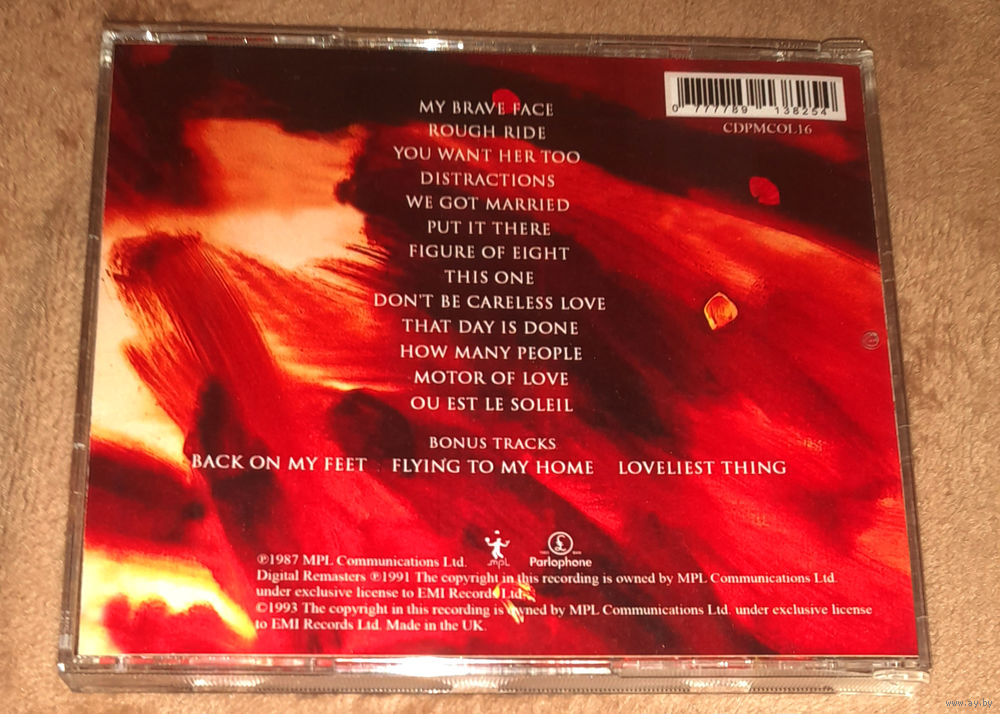 0 777789 138254
CDPMCOL16
MY BRAVE FACE
ROUGH RIDE
YOU WANT HER TOO
DISTRACTIONS
WE GOT MARRIED
PUT IT THERE
FIGURE OF EIGHT
THIS ONE
DON'T BE CARELESS LOVE
THAT DAY IS DONE
HOW MANY PEOPLE
MOTOR OF LOVE
OU EST LE SOLEIL
BONUS TRACKS
BACK ON MY FEET FLYING TO MY HOME LOVELIEST THING
MPL
Parlophone
℗1987 MPL Communications Ltd.
Digital Remasters ℗1991 The copyright in this recording is owned by MPL Communications Ltd.
under exclusive license to EMI Records Ltd.
©1993 The copyright in this recording is owned by MPL Communications Ltd. under exclusive license
to EMI Records Ltd. Made in the UK.
www.ay.by